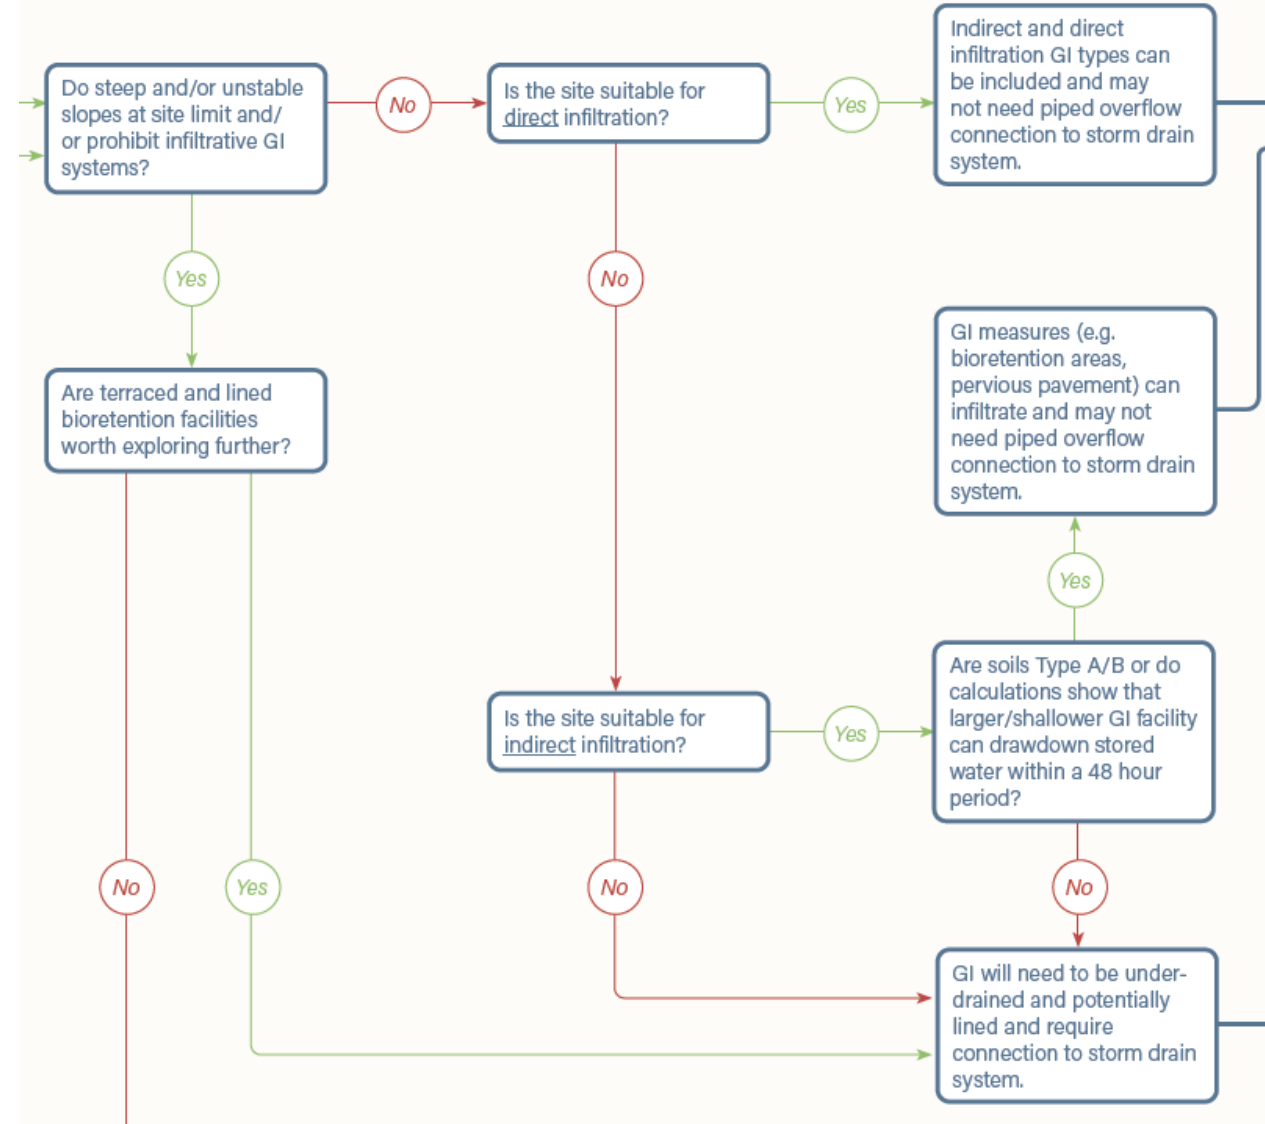 Do steep and/or unstable
slopes at site limit and/
or prohibit infiltrative GI
systems?
No
Is the site suitable for
direct infiltration?
Yes
Indirect and direct
infiltration GI types can
be included and may
not need piped overflow
connection to storm drain
system.
Yes
No
Are terraced and lined
bioretention facilities
worth exploring further?
GI measures (e.g.
bioretention areas,
pervious pavement) can
infiltrate and may not
need piped overflow
connection to storm drain
system.
Yes
Is the site suitable for
indirect infiltration?
Yes
Are soils Type A/B or do
calculations show that
larger/shallower GI facility
can drawdown stored
water within a 48 hour
period?
No
Yes
No
No
GI will need to be under-
drained and potentially
lined and require
connection to storm drain
system.